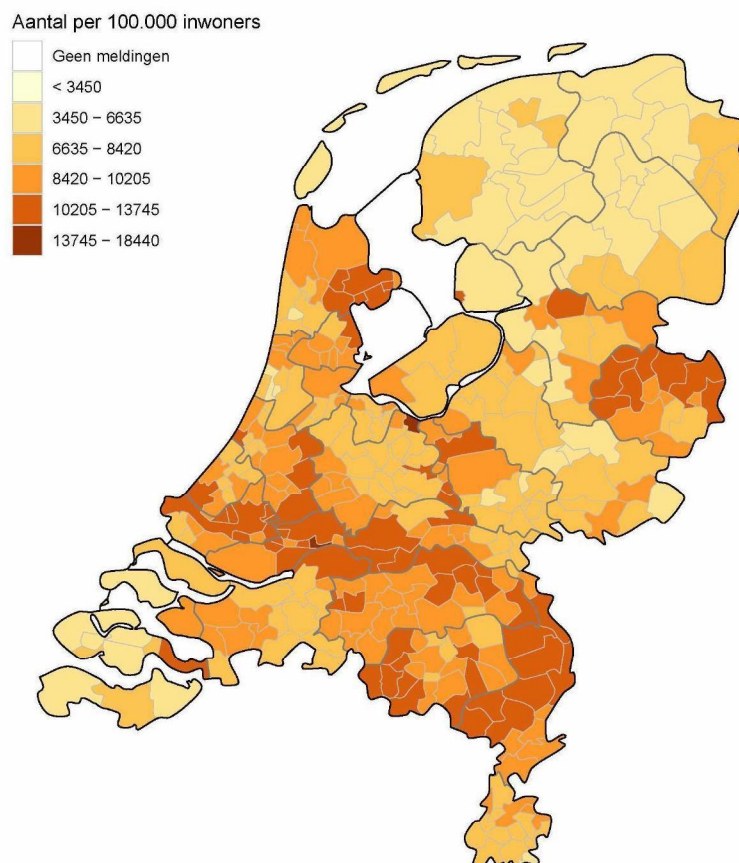 Aantal per 100.000 inwoners
Geen meldingen
< 3450
3450 − 6635
6635 − 8420
8420 − 10205
10205 − 13745
13745 − 18440